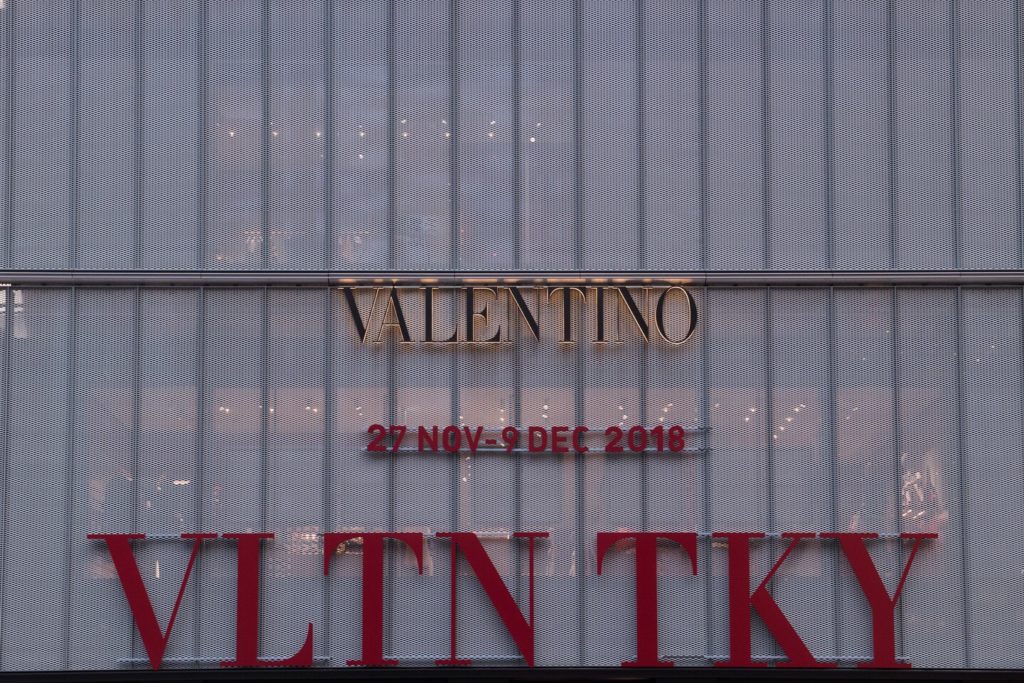 VALENTINO
27 NOV-9 DEC 2018
VLTN TKY